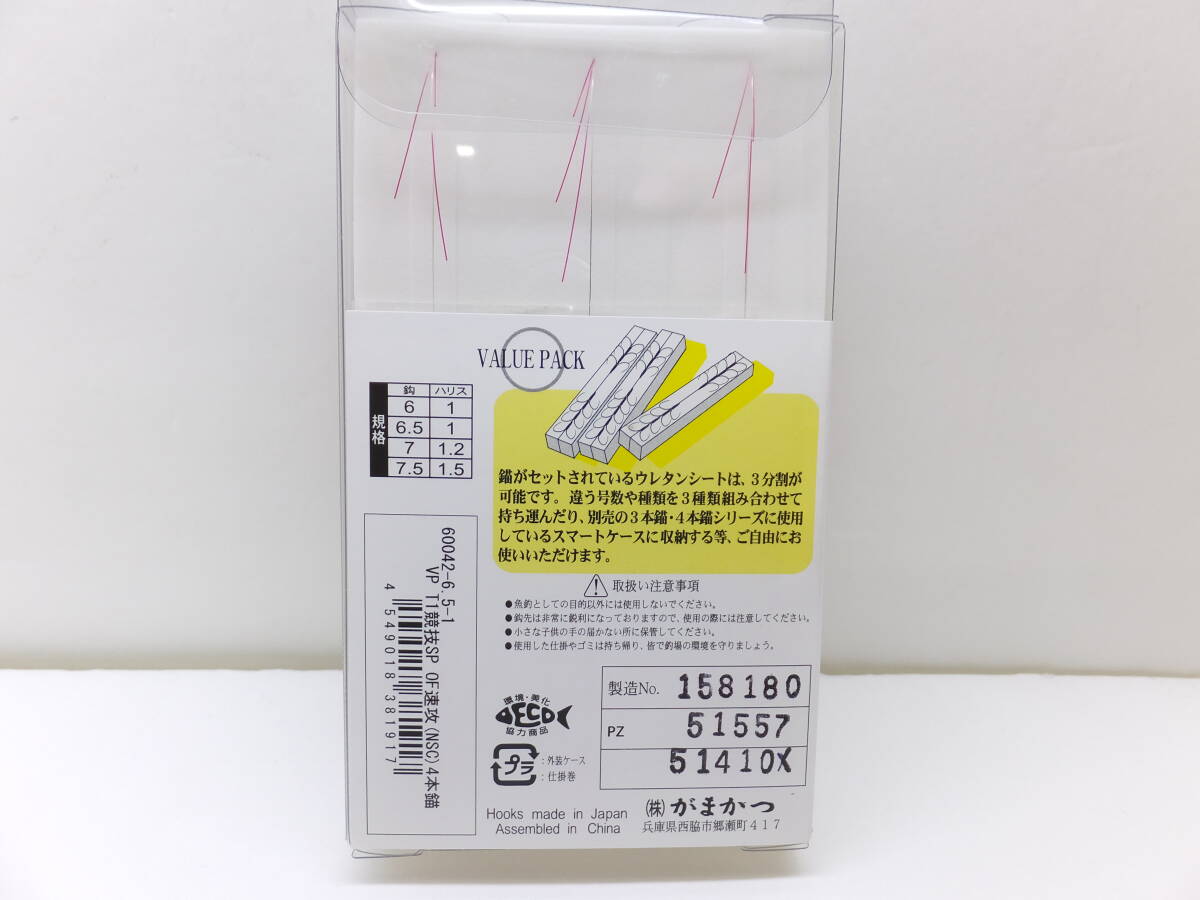 VALUE PACK
規格
鈎 ハリス
6 1
6.5 1
7 1.2
7.5 1.5
錨がセットされているウレタンシートは、3分割が
可能です。違う号数や種類を3種類組み合わせて
持ち運んだり、別売の3本錨・4本錨シリーズに使用
しているスマートケースに収納する等、ご自由にお
使いいただけます。
取扱い注意事項
●魚釣としての目的以外には使用しないでください。
●鈎先は非常に鋭利になっておりますので、使用の際には注意してください。
●小さな子供の手の届かない所に保管してください。
●使用した仕掛やゴミは持ち帰り、皆で釣場の環境を守りましょう。
60042-6.5-1
VP T1競技SP OF速攻(NSC)4本錨
4 549018 381917
環境・美化
ECO
協力商品
プラ
:外装ケース
:仕掛巻
製造No. 158180
PZ 51557
51410X
Hooks made in Japan
Assembled in China
(株)がまかつ
兵庫県西脇市郷瀬町417